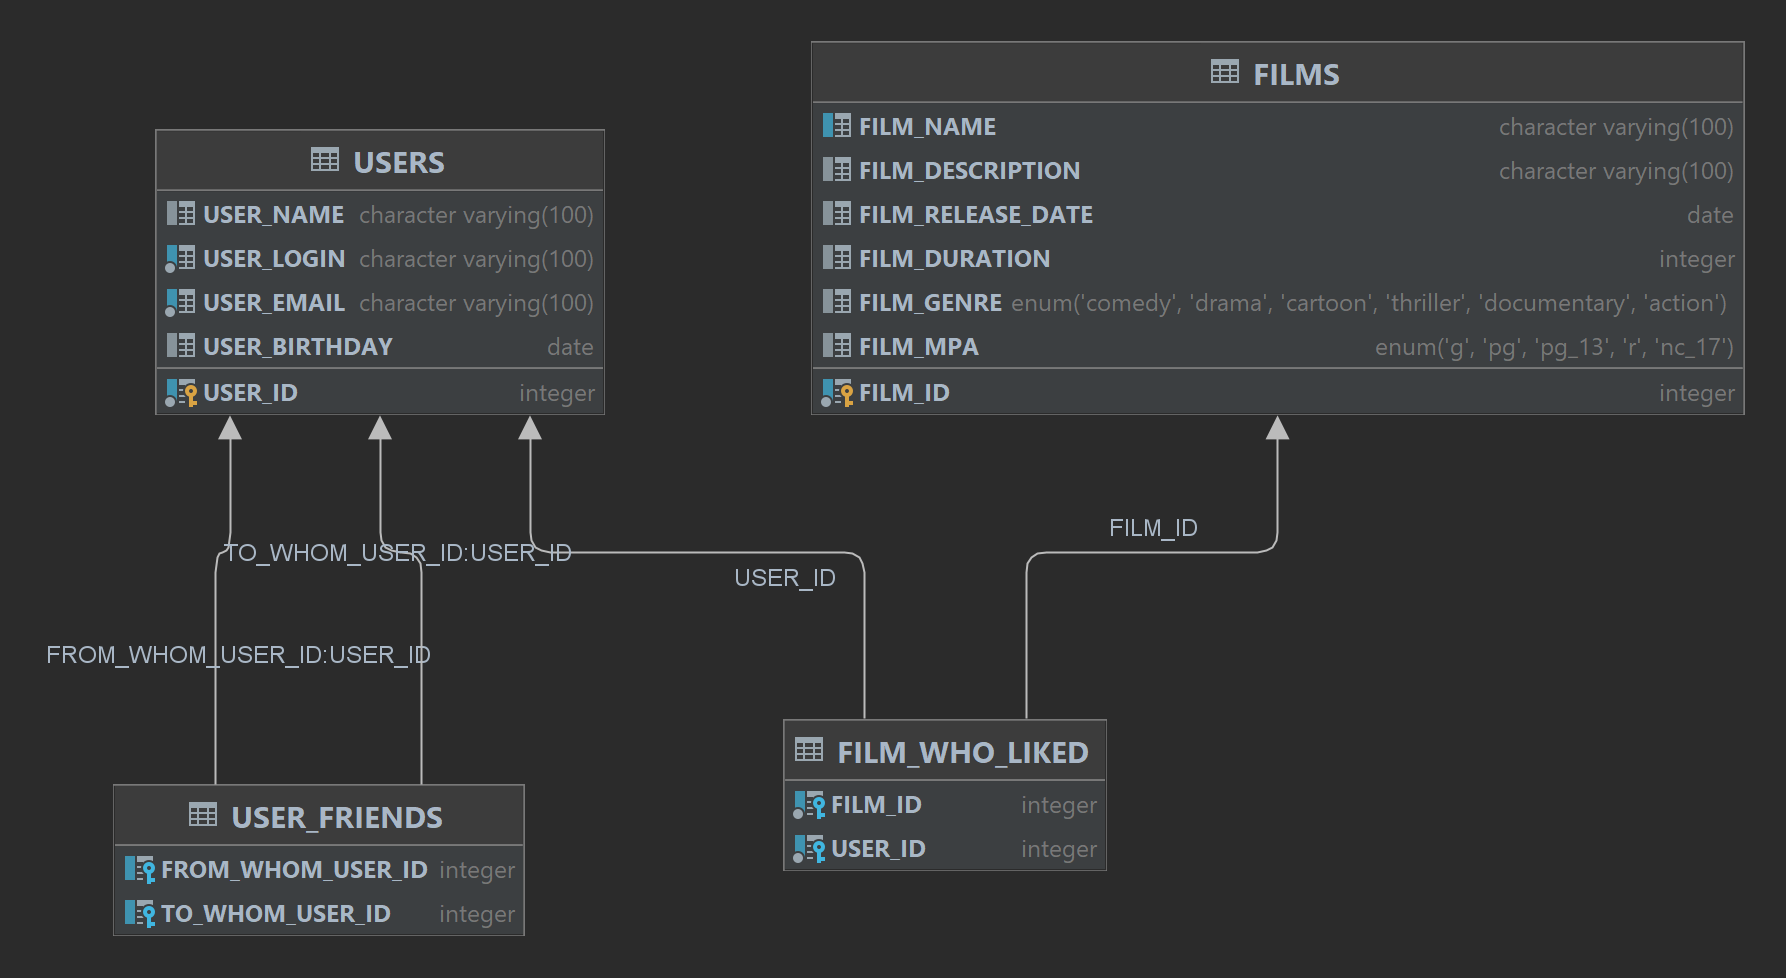 USERS
USER_NAME character varying(100)
USER_LOGIN character varying(100)
USER_EMAIL character varying(100)
USER_BIRTHDAY date
USER_ID integer
FILMS
FILM_NAME character varying(100)
FILM_DESCRIPTION character varying(100)
FILM_RELEASE_DATE date
FILM_DURATION integer
FILM_GENRE enum('comedy', 'drama', 'cartoon', 'thriller', 'documentary', 'action')
FILM_MPA enum('g', 'pg', 'pg_13', 'r', 'nc_17')
FILM_ID integer
TO_WHOM_USER_ID:USER_ID
FROM_WHOM_USER_ID:USER_ID
USER_ID
FILM_ID
USER_FRIENDS
FROM_WHOM_USER_ID integer
TO_WHOM_USER_ID integer
FILM_WHO_LIKED
FILM_ID integer
USER_ID integer